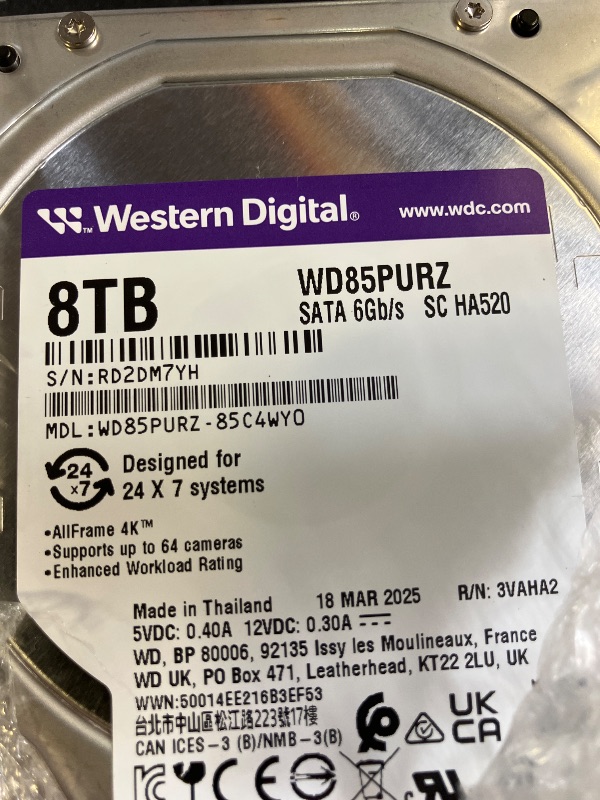 Western Digital® www.wdc.com
8TB WD85PURZ
SATA 6Gb/s SC HA520
S/N:RD2DM7YH
MDL:WD85PURZ-85C4WY0
24
x7
Designed for
24 X 7 systems
•AllFrame 4K™
•Supports up to 64 cameras
•Enhanced Workload Rating
Made in Thailand 18 MAR 2025 R/N: 3VAHA2
5VDC: 0.40A 12VDC: 0.30A
WD, BP 80006, 92135 Issy les Moulineaux, France
WD UK, PO Box 471, Leatherhead, KT22 2LU, UK
WWN:50014EE216B3EF53
台北市中山區松江路223號17樓
CAN ICES-3 (B)/NMB-3(B)
UK
CA